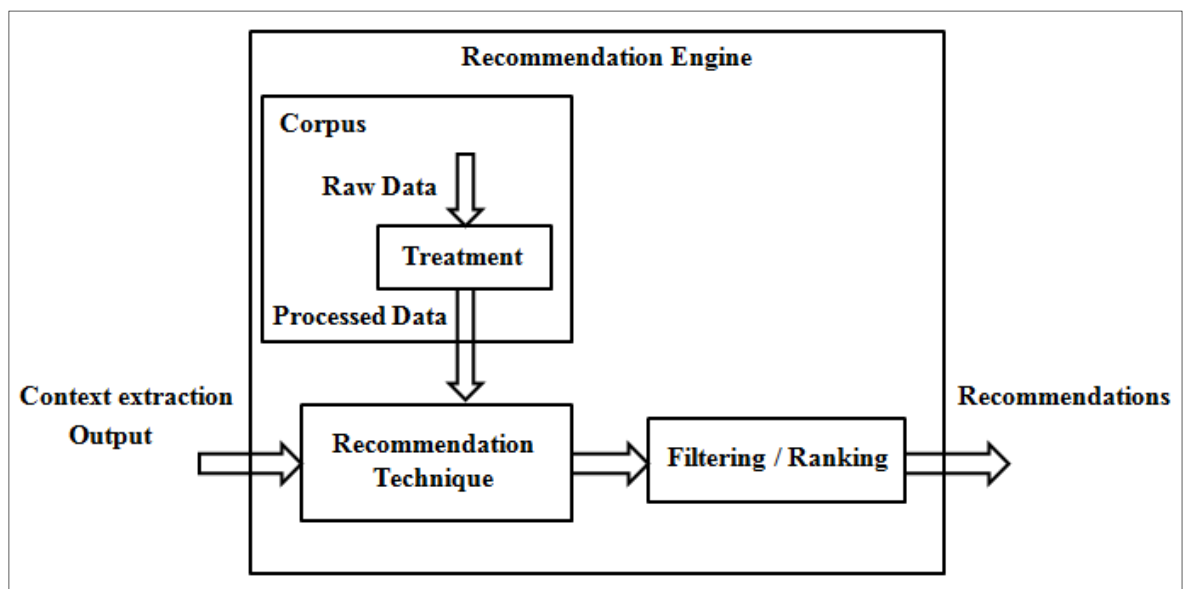 Recommendation Engine
Corpus
Raw Data
Treatment
Processed Data
Context extraction
Output
Recommendation
Technique
Filtering / Ranking
Recommendations